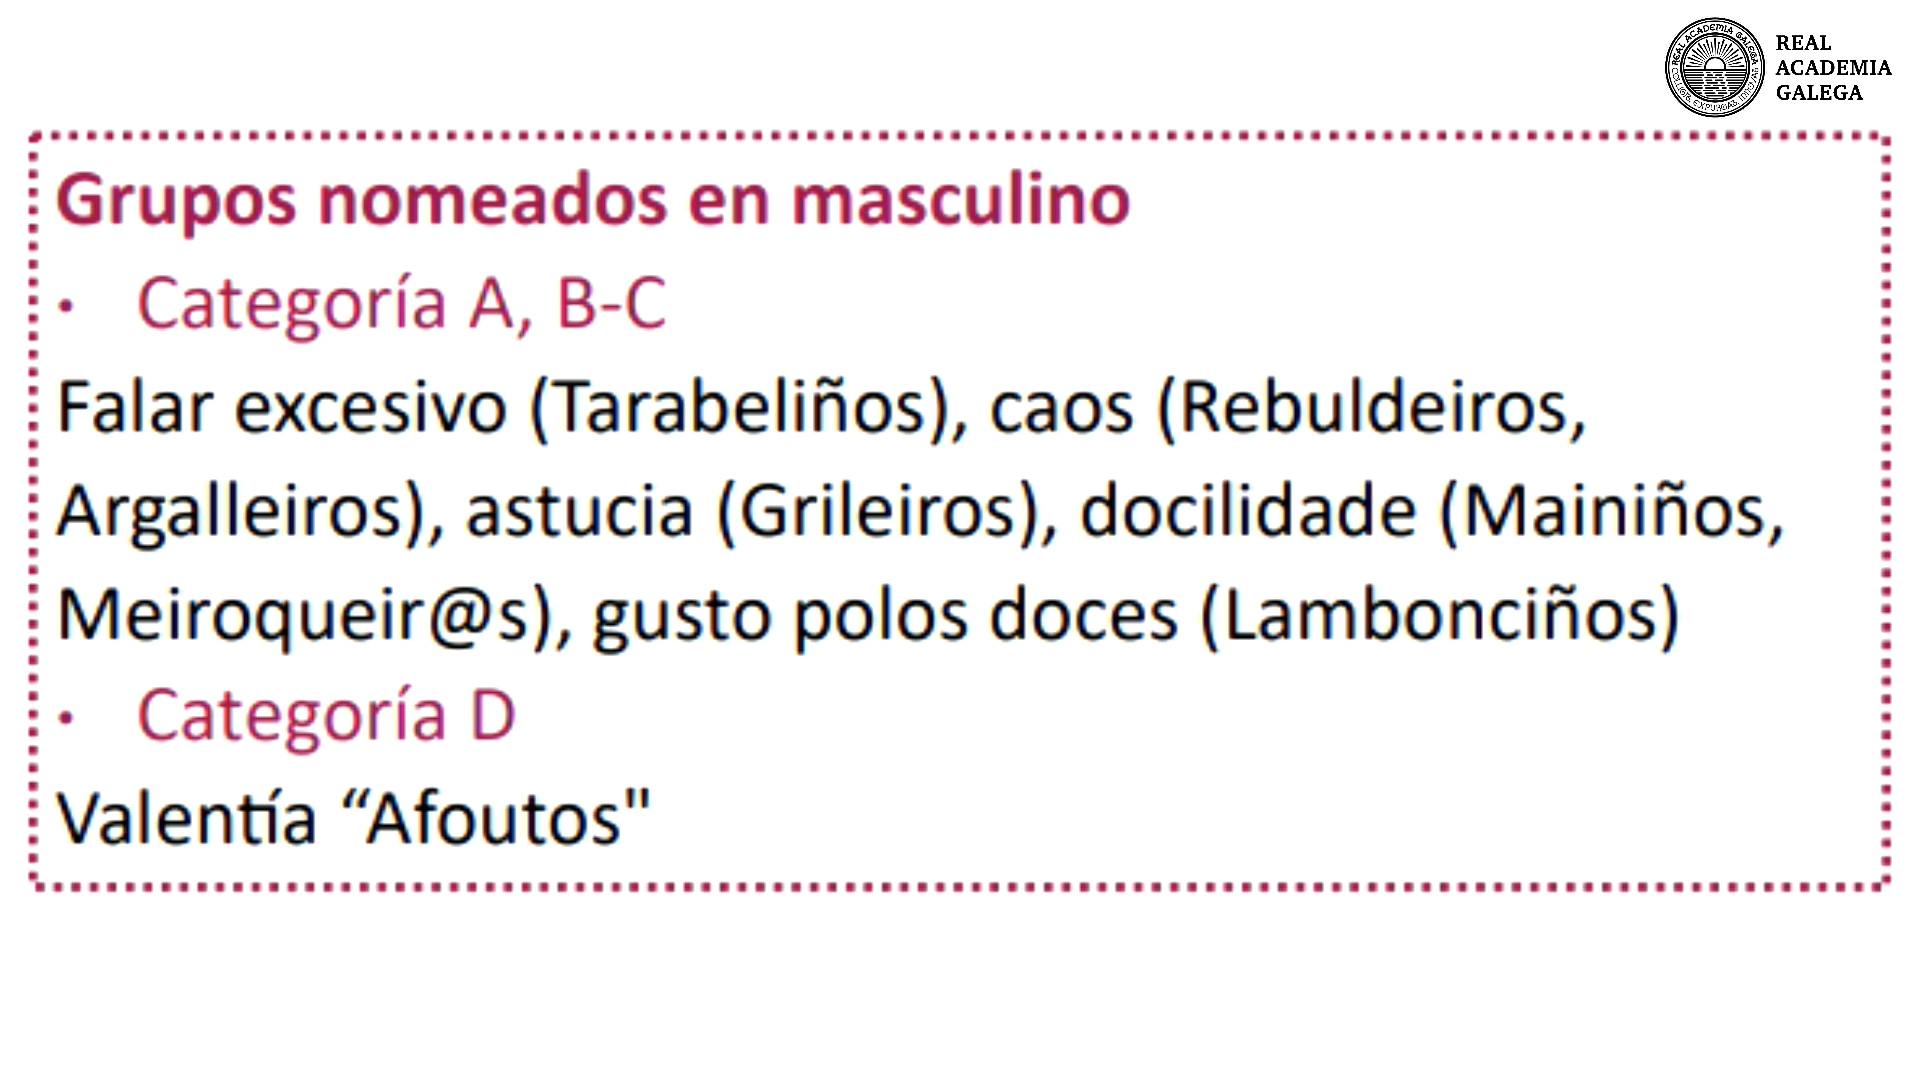 REAL
ACADEMIA
GALEGA
Grupos nomeados en masculino
• Categoría A, B-C
Falar excesivo (Tarabeliños), caos (Rebuldeiros,
Argalleiros), astucia (Grileiros), docilidade (Mainiños,
Meiroqueir@s), gusto polos doces (Lambonciños)
• Categoría D
Valentía “Afoutos"